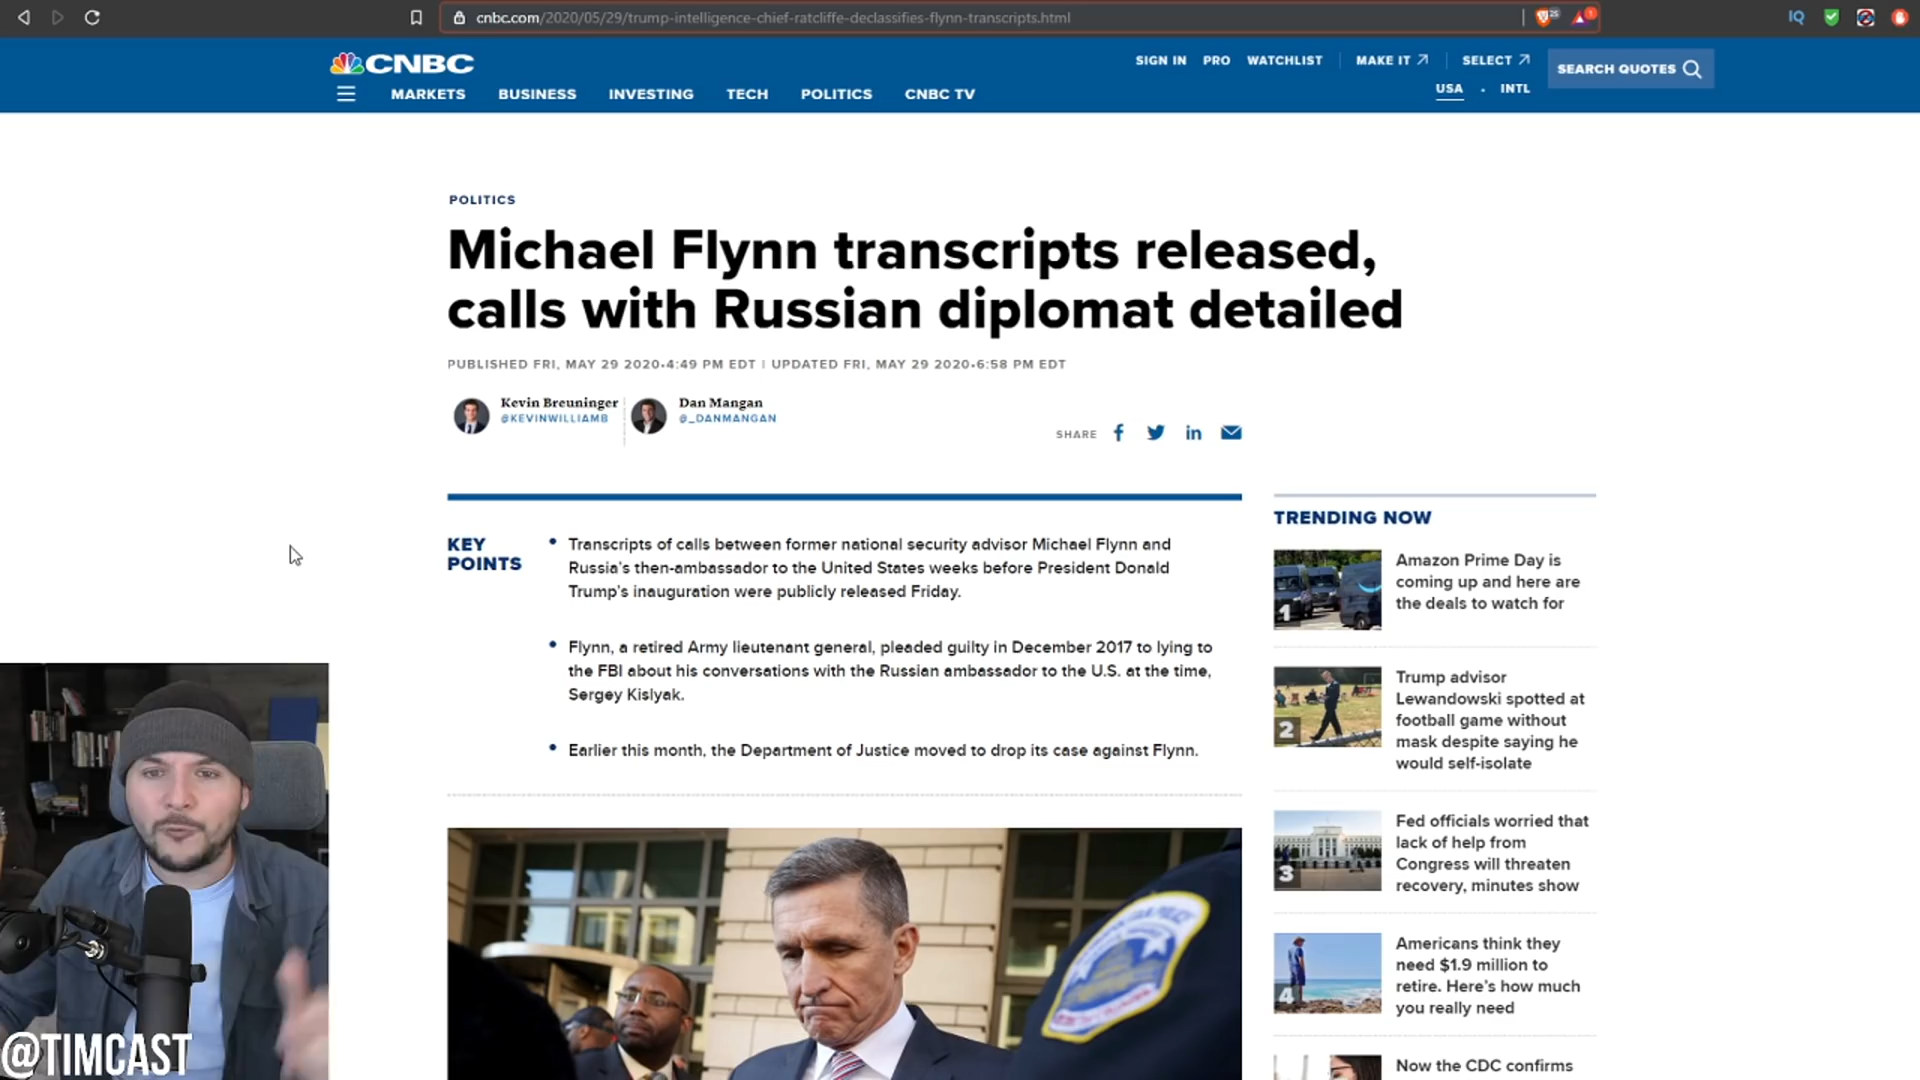 cnbc.com/2020/05/29/trump-intelligence-chief-ratcliffe-declassifies-flynn-transcripts.html
25
1
IQ
CNBC
SIGN IN
PRO
WATCHLIST
MAKE IT
SELECT
SEARCH QUOTES
USA
INTL
MARKETS
BUSINESS
INVESTING
TECH
POLITICS
CNBC TV
POLITICS
Michael Flynn transcripts released,
calls with Russian diplomat detailed
PUBLISHED FRI, MAY 29 2020•4:49 PM EDT | UPDATED FRI, MAY 29 2020•6:58 PM EDT
Kevin Breuninger
@KEVINWILLIAMB
Dan Mangan
@_DANMANGAN
SHARE
KEY
POINTS
• Transcripts of calls between former national security advisor Michael Flynn and
Russia's then-ambassador to the United States weeks before President Donald
Trump's inauguration were publicly released Friday.
• Flynn, a retired Army lieutenant general, pleaded guilty in December 2017 to lying to
the FBI about his conversations with the Russian ambassador to the U.S. at the time,
Sergey Kislyak.
• Earlier this month, the Department of Justice moved to drop its case against Flynn.
TRENDING NOW
1
Amazon Prime Day is
coming up and here are
the deals to watch for
2
Trump advisor
Lewandowski spotted at
football game without
mask despite saying he
would self-isolate
3
Fed officials worried that
lack of help from
Congress will threaten
recovery, minutes show
4
Americans think they
need $1.9 million to
retire. Here's how much
you really need
Now the CDC confirms
@TIMCAST